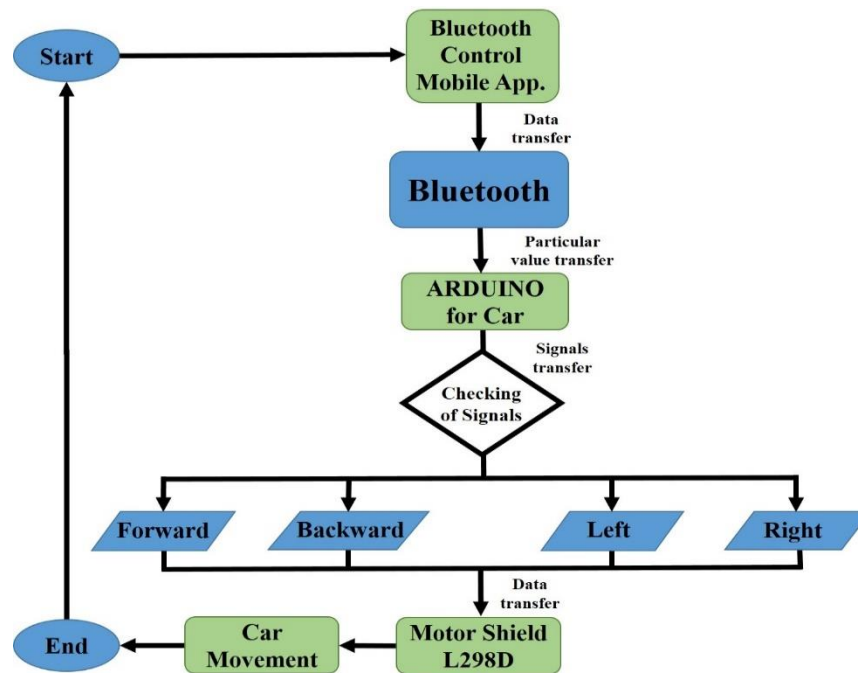 Start
Bluetooth
Control
Mobile App.
Data
transfer
Bluetooth
Particular
value transfer
ARDUINO
for Car
Signals
transfer
Checking
of Signals
Forward
Backward
Left
Right
Data
transfer
End
Car
Movement
Motor Shield
L298D